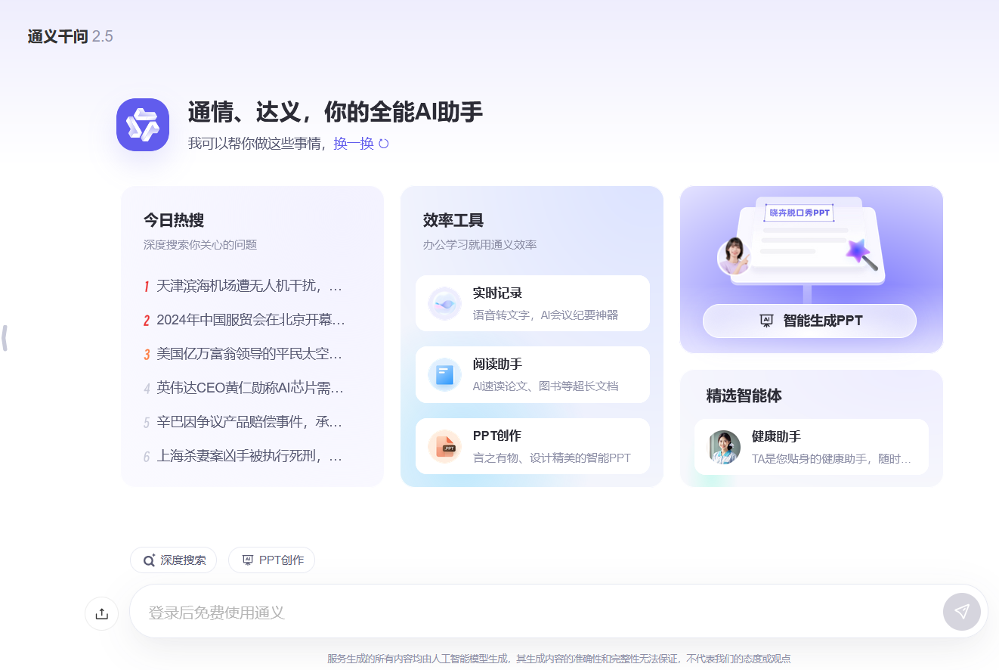 通义千问 2.5
通情、达义，你的全能AI助手
我可以帮你做这些事情，换一换
今日热搜
深度搜索你关心的问题
1 天津滨海机场遭无人机干扰，…
2 2024年中国服贸会在北京开幕…
3 美国亿万富翁领导的平民太空…
4 英伟达CEO黄仁勋称AI芯片需…
5 辛巴因争议产品赔偿事件，承…
6 上海杀妻案凶手被执行死刑，…
效率工具
办公学习就用通义效率
实时记录
语音转文字，AI会议纪要神器
阅读助手
AI速读论文、图书等超长文档
PPT创作
.PPT
言之有物、设计精美的智能PPT
晓卉脱口秀PPT
AI 智能生成PPT
精选智能体
健康助手
TA是您贴身的健康助手，随时…
深度搜索
AI PPT创作
登录后免费使用通义
服务生成的所有内容均由人工智能模型生成，其生成内容的准确性和完整性无法保证，不代表我们的态度或观点